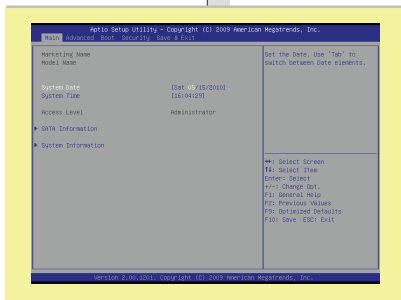 Aptio Setup Utility - Copyright (C) 2009 American Megatrends, Inc.
Main Advanced Boot Security Save & Exit
Marketing Name
Model Name
System Date [Sat 05/15/2010]
System Time [16:04:29]
Access Level Administrator
SATA Information
System Information
Set the Date. Use 'Tab' to
switch between Date elements.
↔: Select Screen
↑↓: Select Item
Enter: Select
+/-: Change Opt.
F1: General Help
F2: Previous Values
F9: Optimized Defaults
F10: Save ESC: Exit
Version 2.00.1201. Copyright (C) 2009 American Megatrends, Inc.